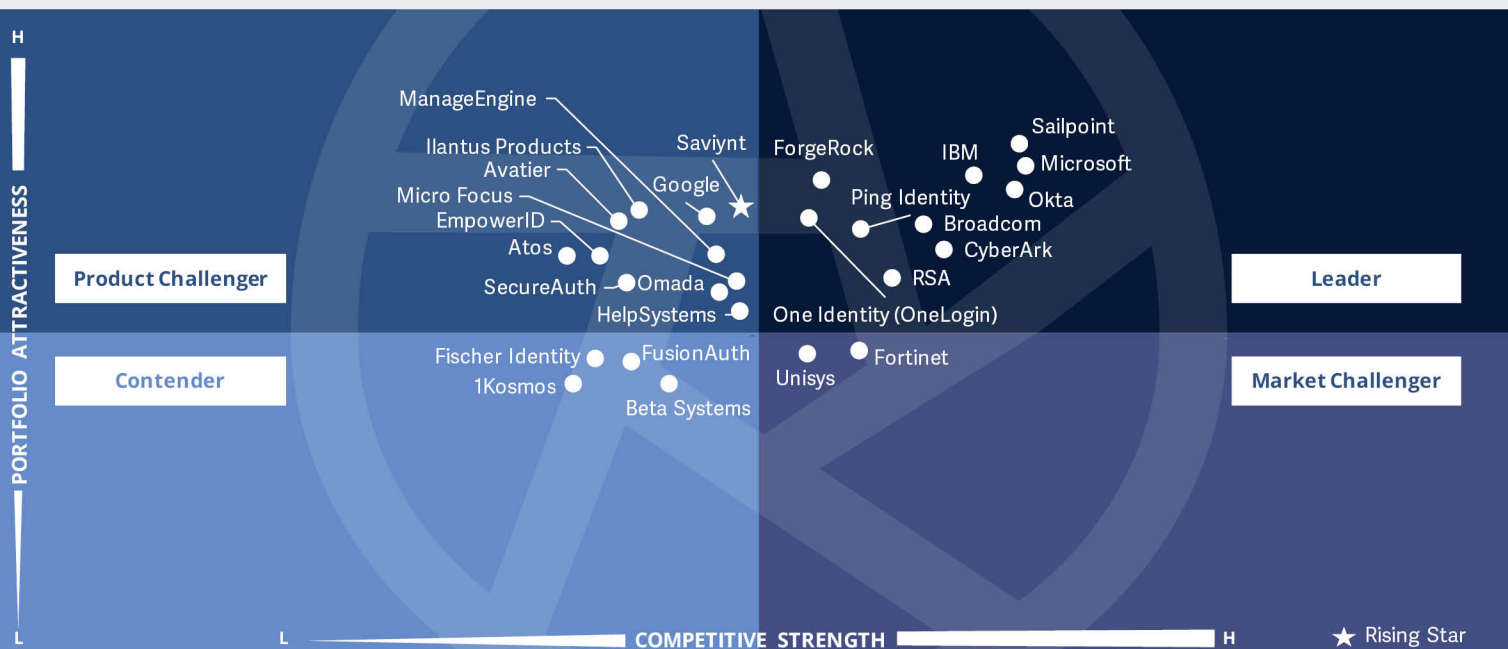 H
ManageEngine
Sailpoint
Ilantus Products
Saviynt
ForgeRock
IBM
Microsoft
Avatier
Google
Micro Focus
Ping Identity
Okta
EmpowerID
Broadcom
Atos
CyberArk
Product Challenger
SecureAuth
Omada
RSA
Leader
HelpSystems
One Identity (OneLogin)
PORTFOLIO ATTRACTIVENESS
Fischer Identity
FusionAuth
Fortinet
Contender
1Kosmos
Unisys
Market Challenger
Beta Systems
L
L
COMPETITIVE STRENGTH
H
Rising Star